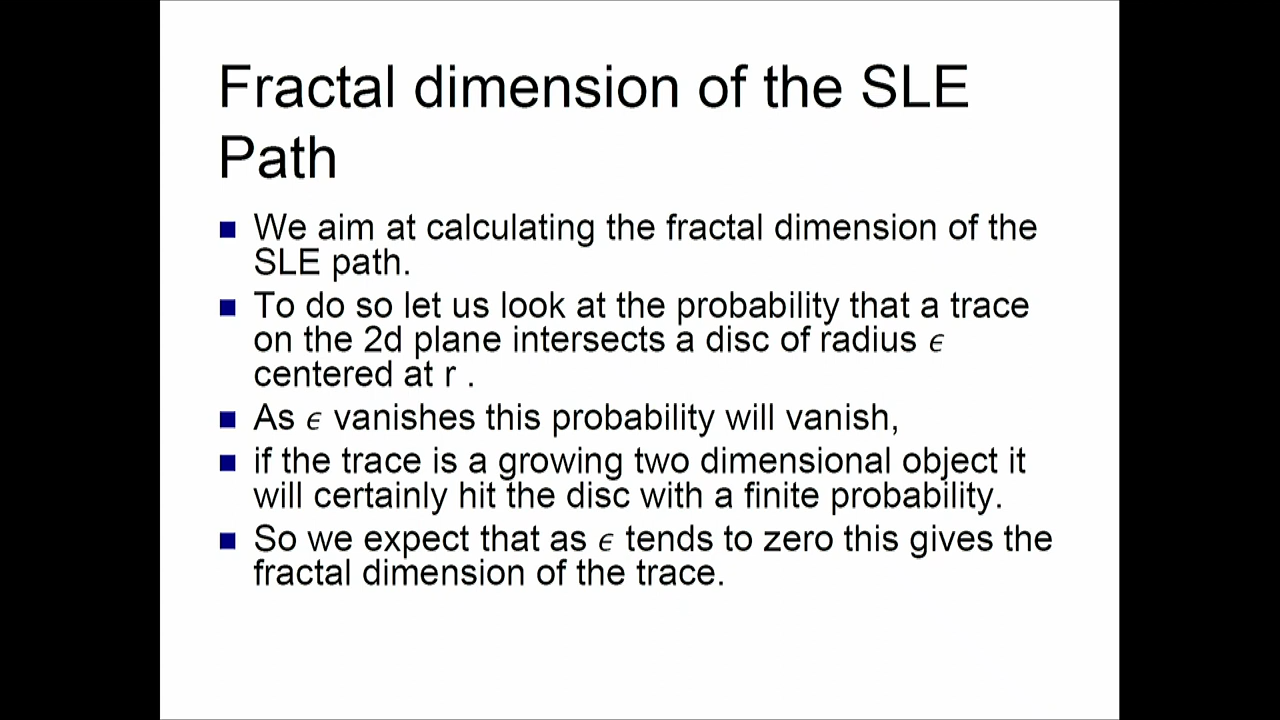 Fractal dimension of the SLE
Path
We aim at calculating the fractal dimension of the
SLE path.
To do so let us look at the probability that a trace
on the 2d plane intersects a disc of radius ϵ
centered at r .
As ϵ vanishes this probability will vanish,
if the trace is a growing two dimensional object it
will certainly hit the disc with a finite probability.
So we expect that as ϵ tends to zero this gives the
fractal dimension of the trace.